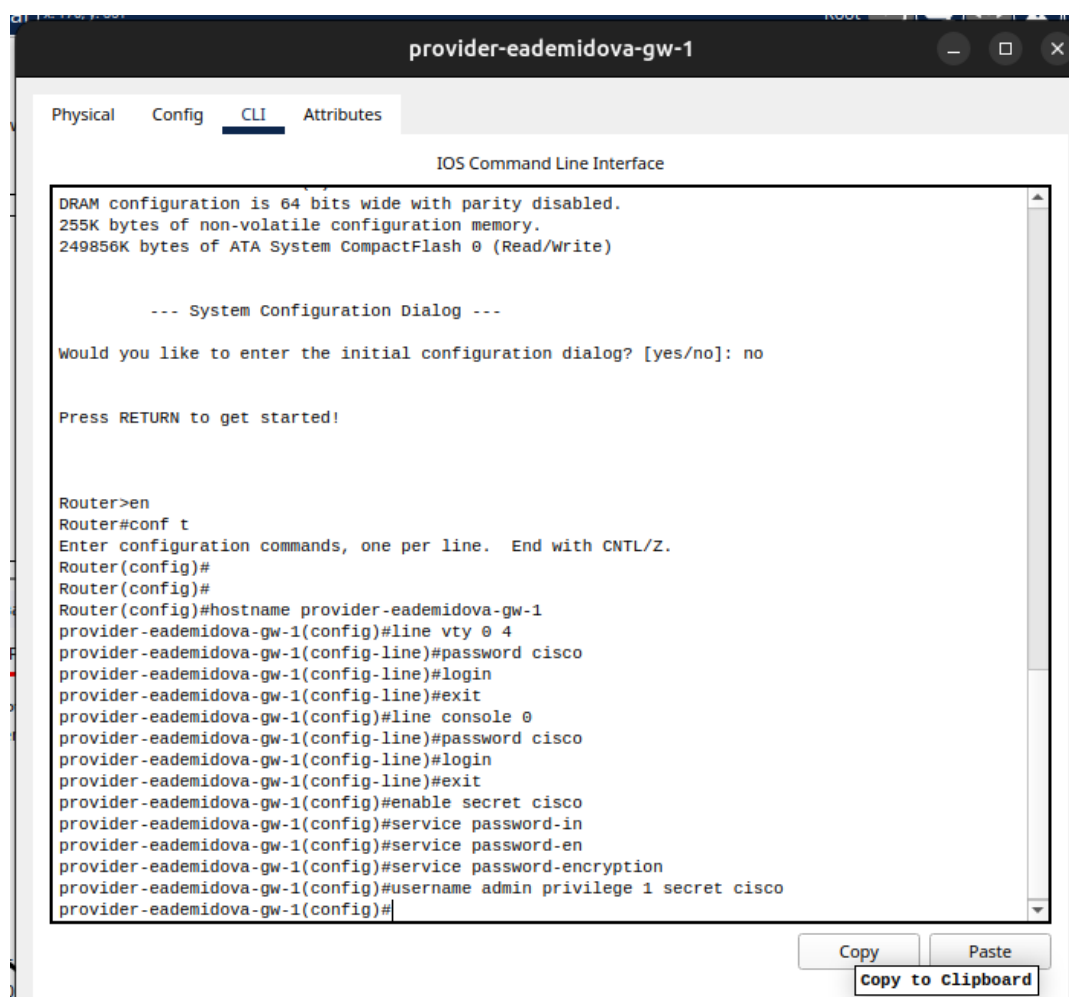 provider-eademidova-gw-1
Physical Config CLI Attributes
IOS Command Line Interface
DRAM configuration is 64 bits wide with parity disabled.
255K bytes of non-volatile configuration memory.
249856K bytes of ATA System CompactFlash 0 (Read/Write)
--- System Configuration Dialog ---
Would you like to enter the initial configuration dialog? [yes/no]: no
Press RETURN to get started!
Router>en
Router#conf t
Enter configuration commands, one per line.  End with CNTL/Z.
Router(config)#
Router(config)#
Router(config)#hostname provider-eademidova-gw-1
provider-eademidova-gw-1(config)#line vty 0 4
provider-eademidova-gw-1(config-line)#password cisco
provider-eademidova-gw-1(config-line)#login
provider-eademidova-gw-1(config-line)#exit
provider-eademidova-gw-1(config)#line console 0
provider-eademidova-gw-1(config-line)#password cisco
provider-eademidova-gw-1(config-line)#login
provider-eademidova-gw-1(config-line)#exit
provider-eademidova-gw-1(config)#enable secret cisco
provider-eademidova-gw-1(config)#service password-in
provider-eademidova-gw-1(config)#service password-en
provider-eademidova-gw-1(config)#service password-encryption
provider-eademidova-gw-1(config)#username admin privilege 1 secret cisco
provider-eademidova-gw-1(config)#
Copy Paste
Copy to Clipboard